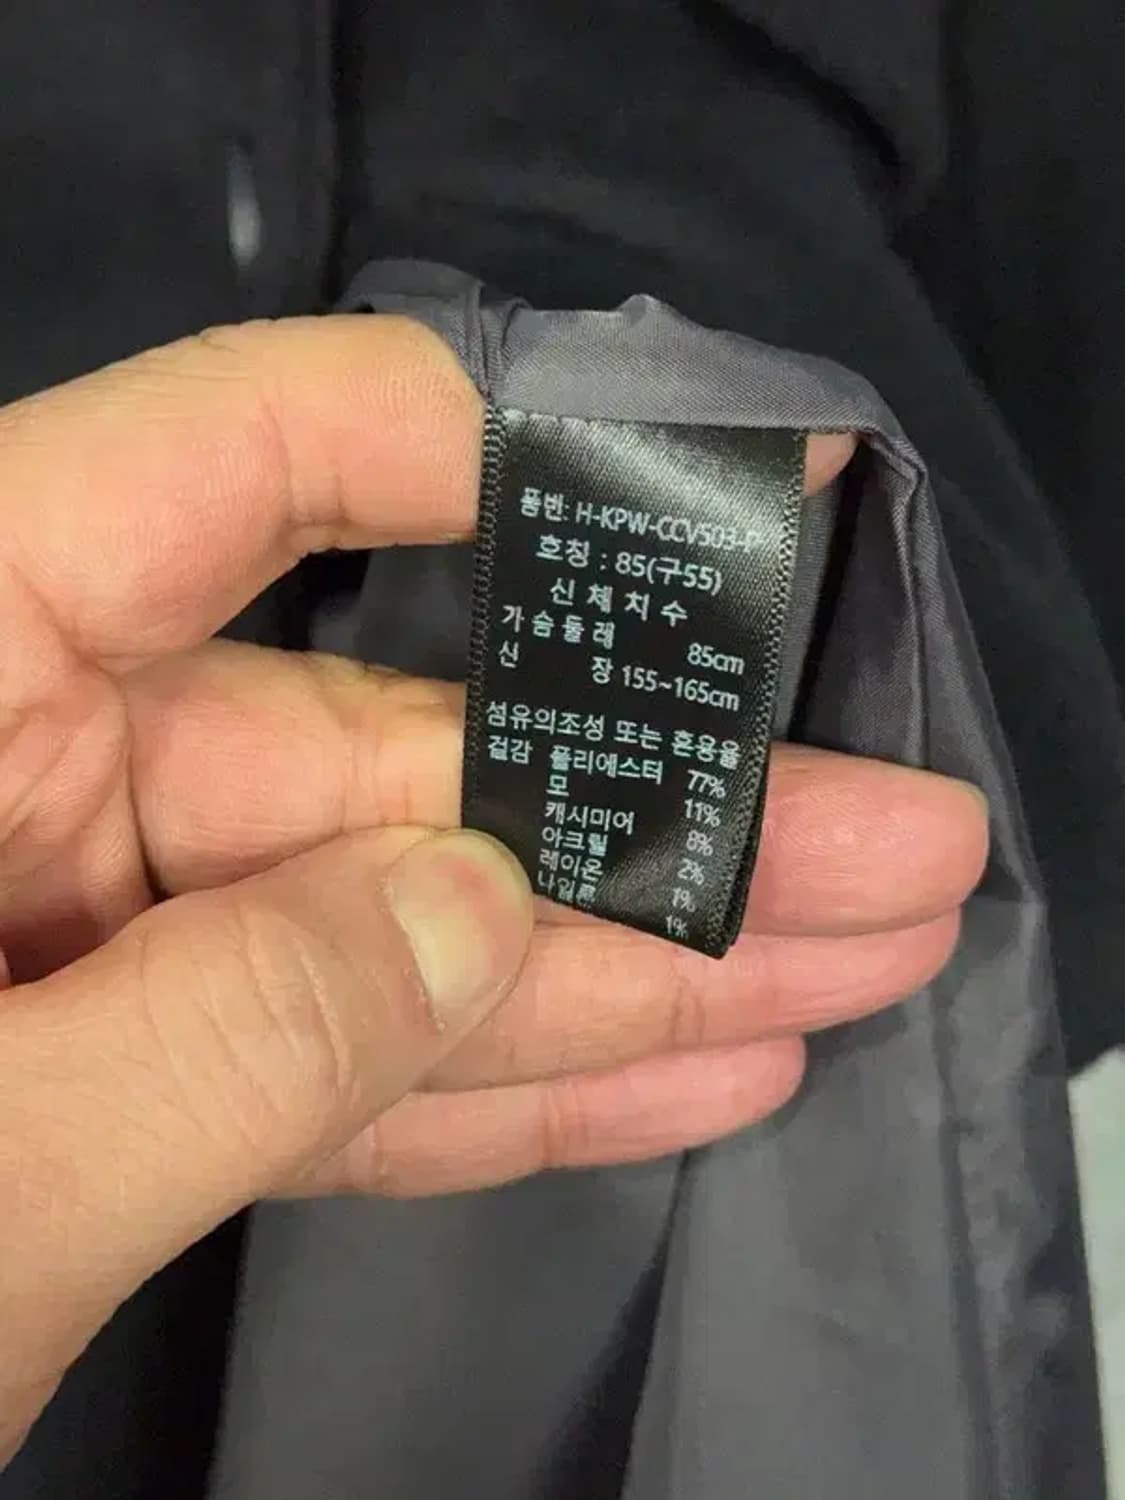 품번: H-KPW-CCV503-P
호칭 : 85(구55)
신 체 치 수
가슴둘레 85cm
신 장 155~165cm
섬유의조성 또는 혼용율
겉감 폴리에스터 77%
모 11%
캐시미어 8%
아크릴 2%
레이온 1%
나일론 1%